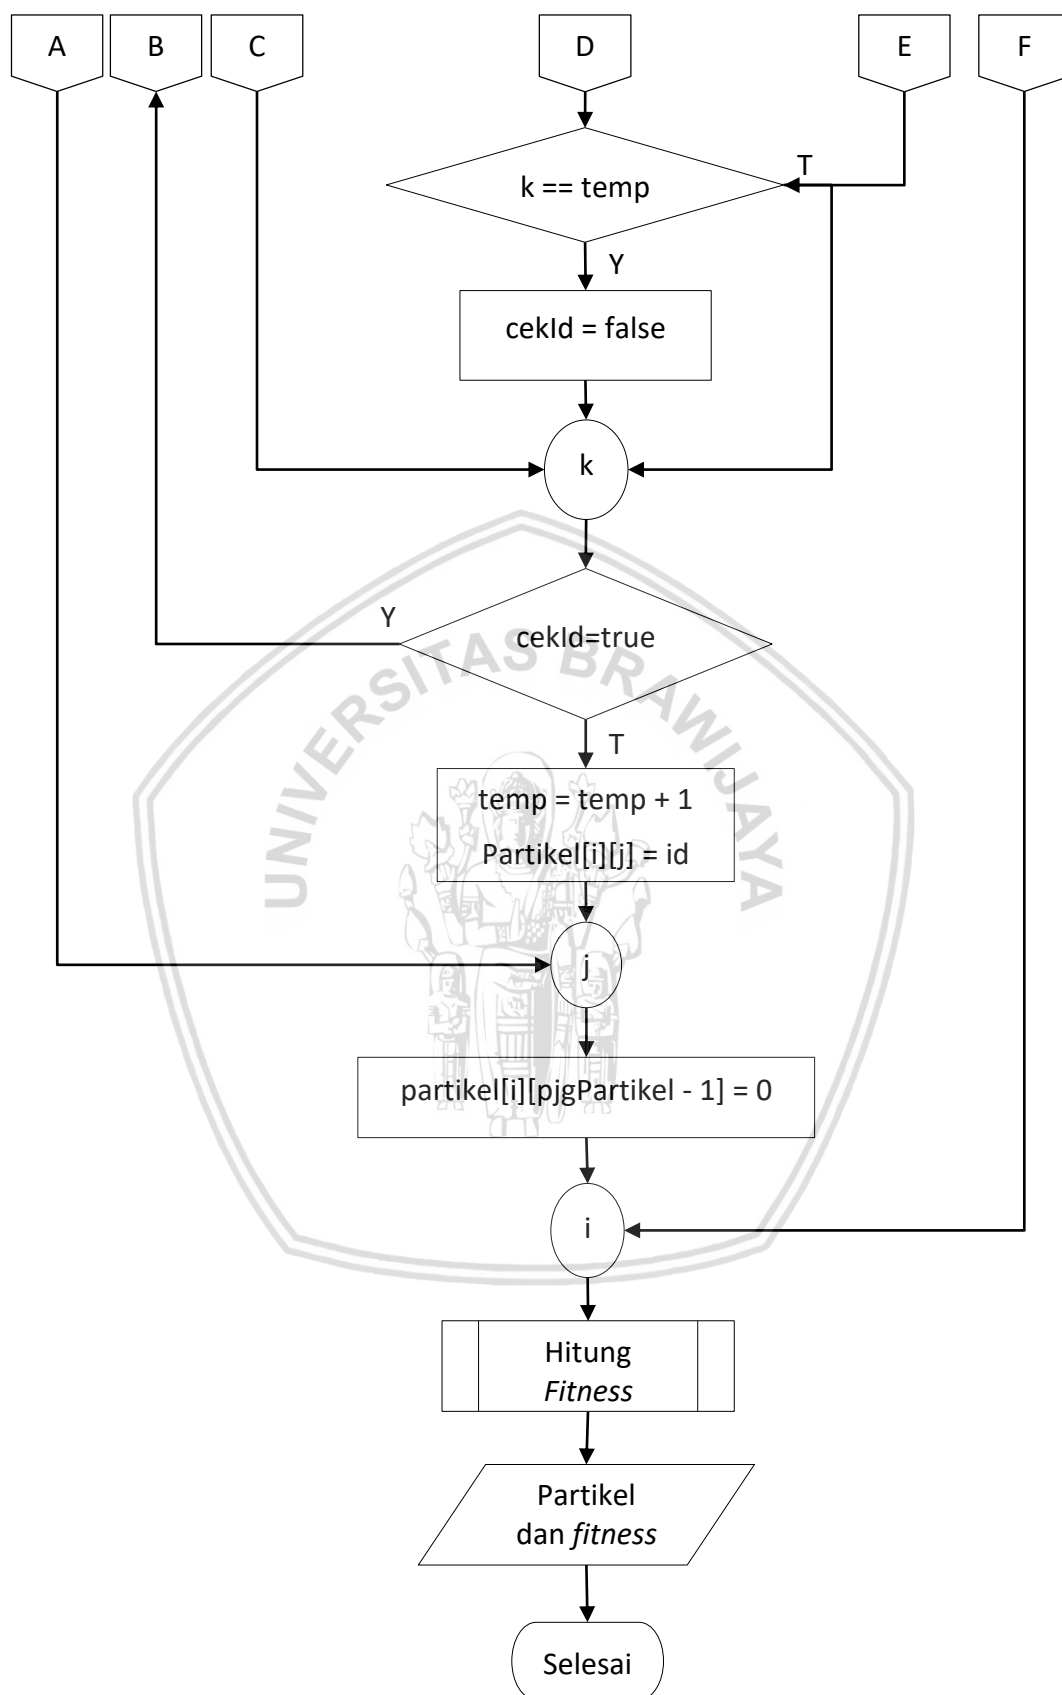 A
B
C
D
E
F
T
k == temp
Y
cekId = false
k
Y
cekId=true
UNIVERSITAS BRAWIJAYA
T
temp = temp + 1
Partikel[i][j] = id
j
partikel[i][pjgPartikel - 1] = 0
i
Hitung
Fitness
Partikel
dan fitness
Selesai